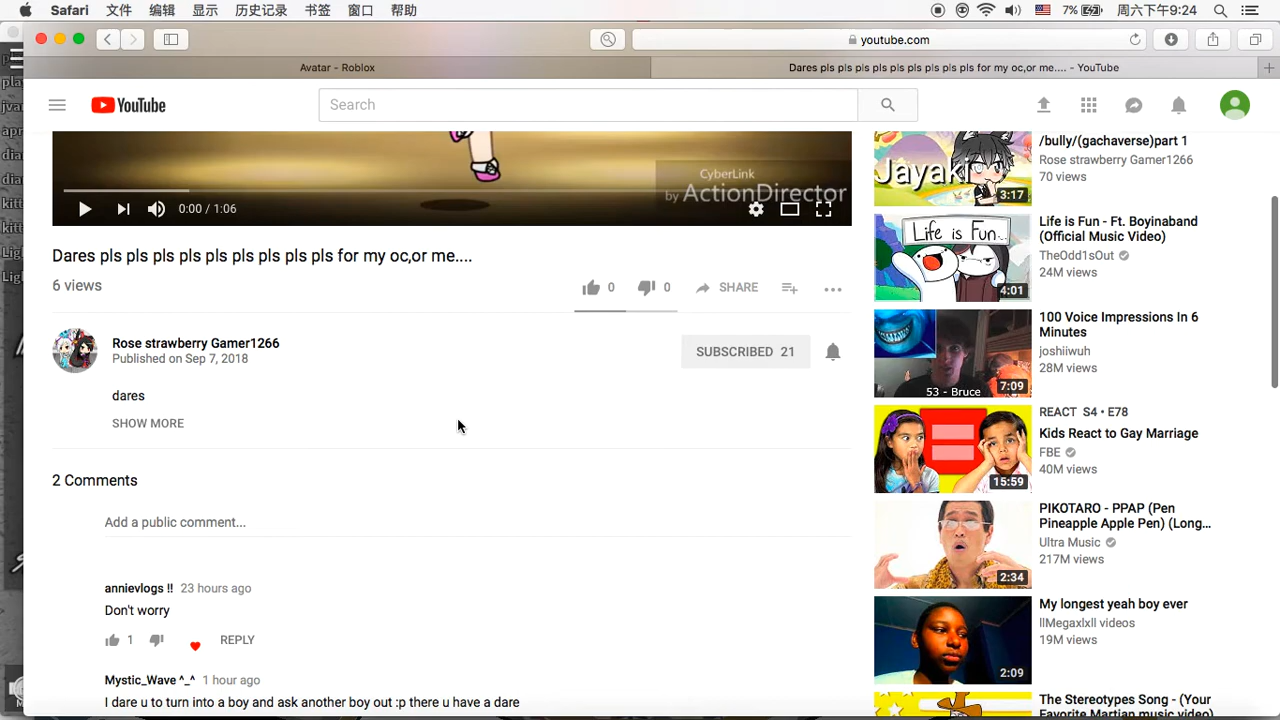 Safari 文件 编辑 显示 历史记录 书签 窗口 帮助 7% 周六下午9:24
youtube.com
Avatar - Roblox
Dares pls pls pls pls pls pls pls pls pls for my oc,or me.... - YouTube
YouTube
Search
CyberLink
by ActionDirector
0:00 / 1:06
Dares pls pls pls pls pls pls pls pls pls for my oc,or me....
6 views
0 0 SHARE
Rose strawberry Gamer1266
Published on Sep 7, 2018
SUBSCRIBED 21
dares
SHOW MORE
2 Comments
Add a public comment...
annievlogs !! 23 hours ago
Don't worry
1 REPLY
Mystic_Wave ^_^ 1 hour ago
I dare u to turn into a boy and ask another boy out :p there u have a dare
Jayaki
3:17
/bully/(gachaverse)part 1
Rose strawberry Gamer1266
70 views
Life is Fun..
4:01
Life is Fun - Ft. Boyinaband
(Official Music Video)
TheOdd1sOut
24M views
53 - Bruce
7:09
100 Voice Impressions In 6
Minutes
joshiiwuh
28M views
15:59
REACT S4 • E78
Kids React to Gay Marriage
FBE
40M views
2:34
PIKOTARO - PPAP (Pen
Pineapple Apple Pen) (Long...
Ultra Music
217M views
2:09
My longest yeah boy ever
llMegaxlxll videos
19M views
The Stereotypes Song - (Your
Favorite Martian music video)